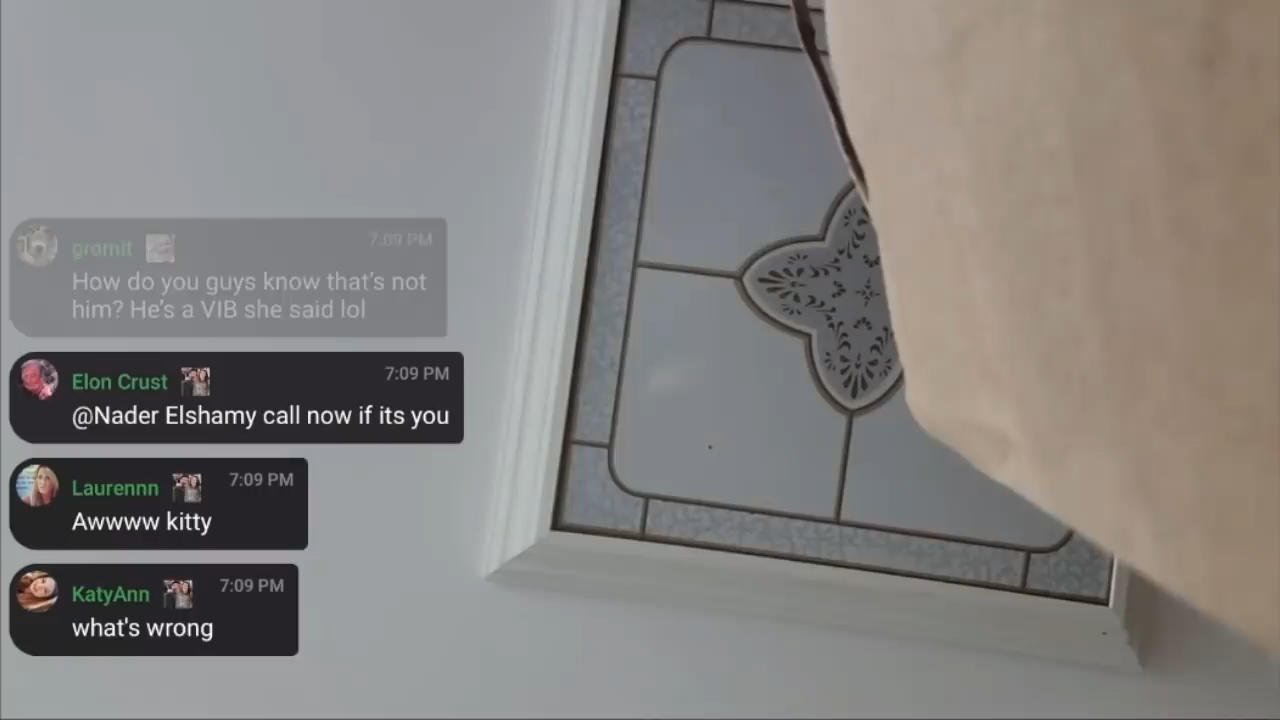 gromit 7:09 PM
How do you guys know that's not
him? He's a VIB she said lol
Elon Crust 7:09 PM
@Nader Elshamy call now if its you
Laurennn 7:09 PM
Awwww kitty
KatyAnn 7:09 PM
what's wrong